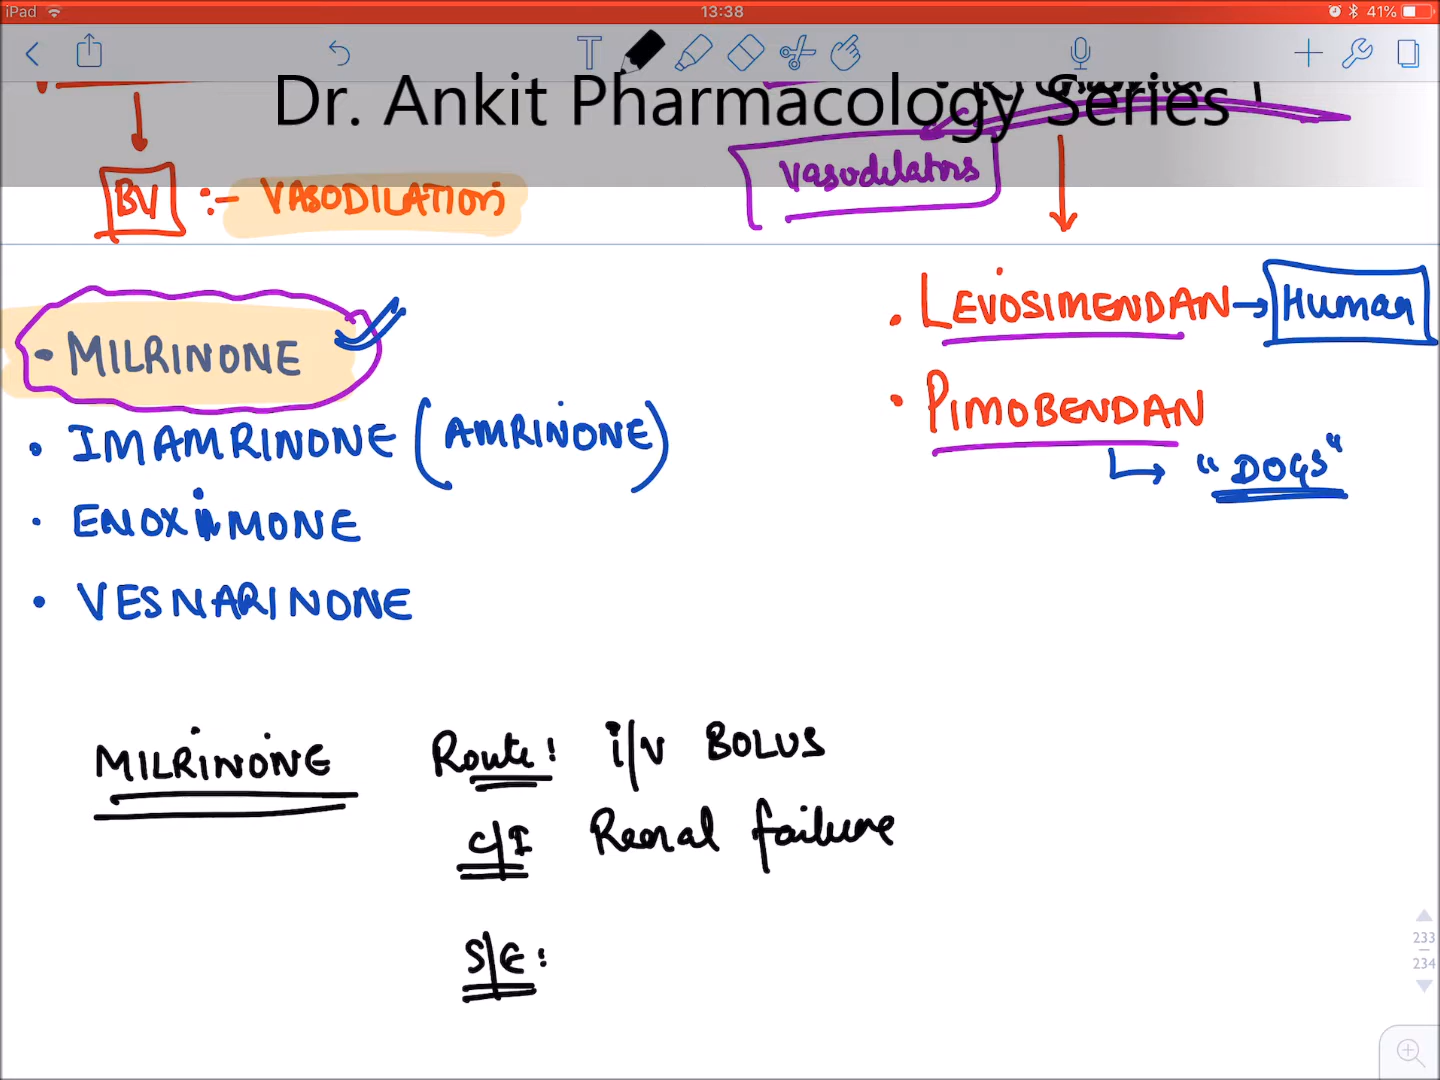 iPad 13:38 41%
T
Dr. Ankit Pharmacology Series
Vasodilators
BV :- VASODILATION
• MILRINONE
• LEVOSIMENDAN → Human
• IMAMRINONE (AMRINONE)
• PIMOBENDAN
"DOGS"
• ENOXIMONE
• VESNARINONE
MILRINONE Route: i/v BOLUS
C/I Renal failure
S/E:
233
234